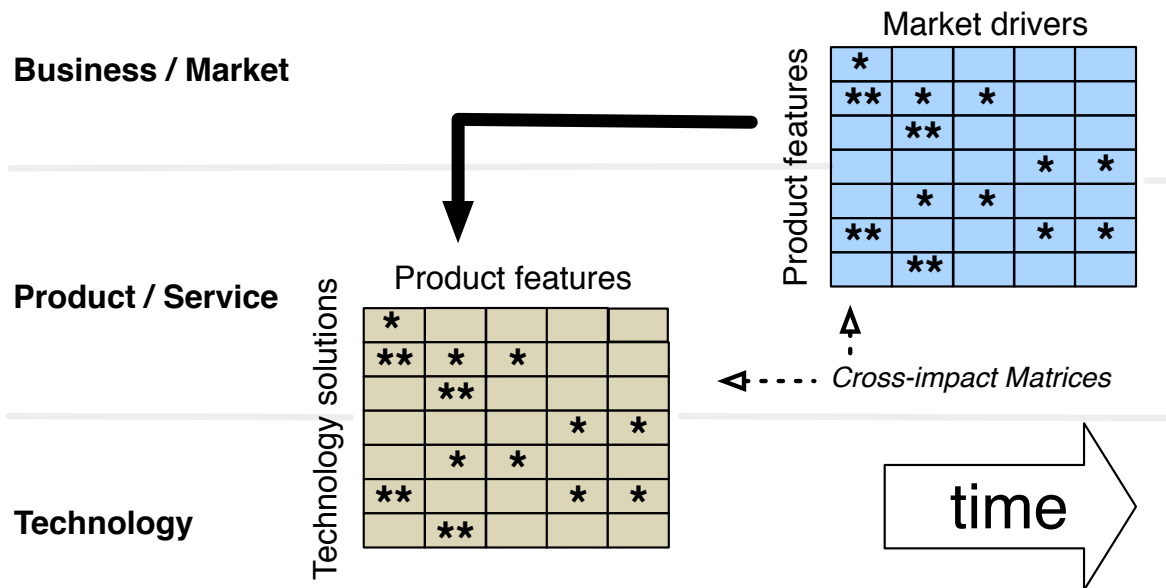 Market drivers
Business / Market
Product features
*
** * *
**
* *
* *
** * *
**
Product / Service
Product features
Technology solutions
*
** * *
**
* *
* *
** * *
**
Cross-impact Matrices
Technology
time